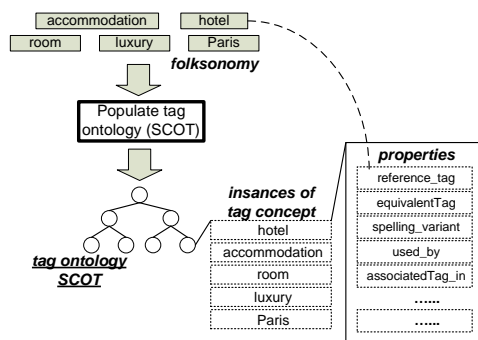 accommodation hotel
room luxury Paris
folksonomy
Populate tag
ontology (SCOT)
tag ontology
SCOT
insances of
tag concept
hotel
accommodation
room
luxury
Paris
properties
reference_tag
equivalentTag
spelling_variant
used_by
associatedTag_in
…...
…...